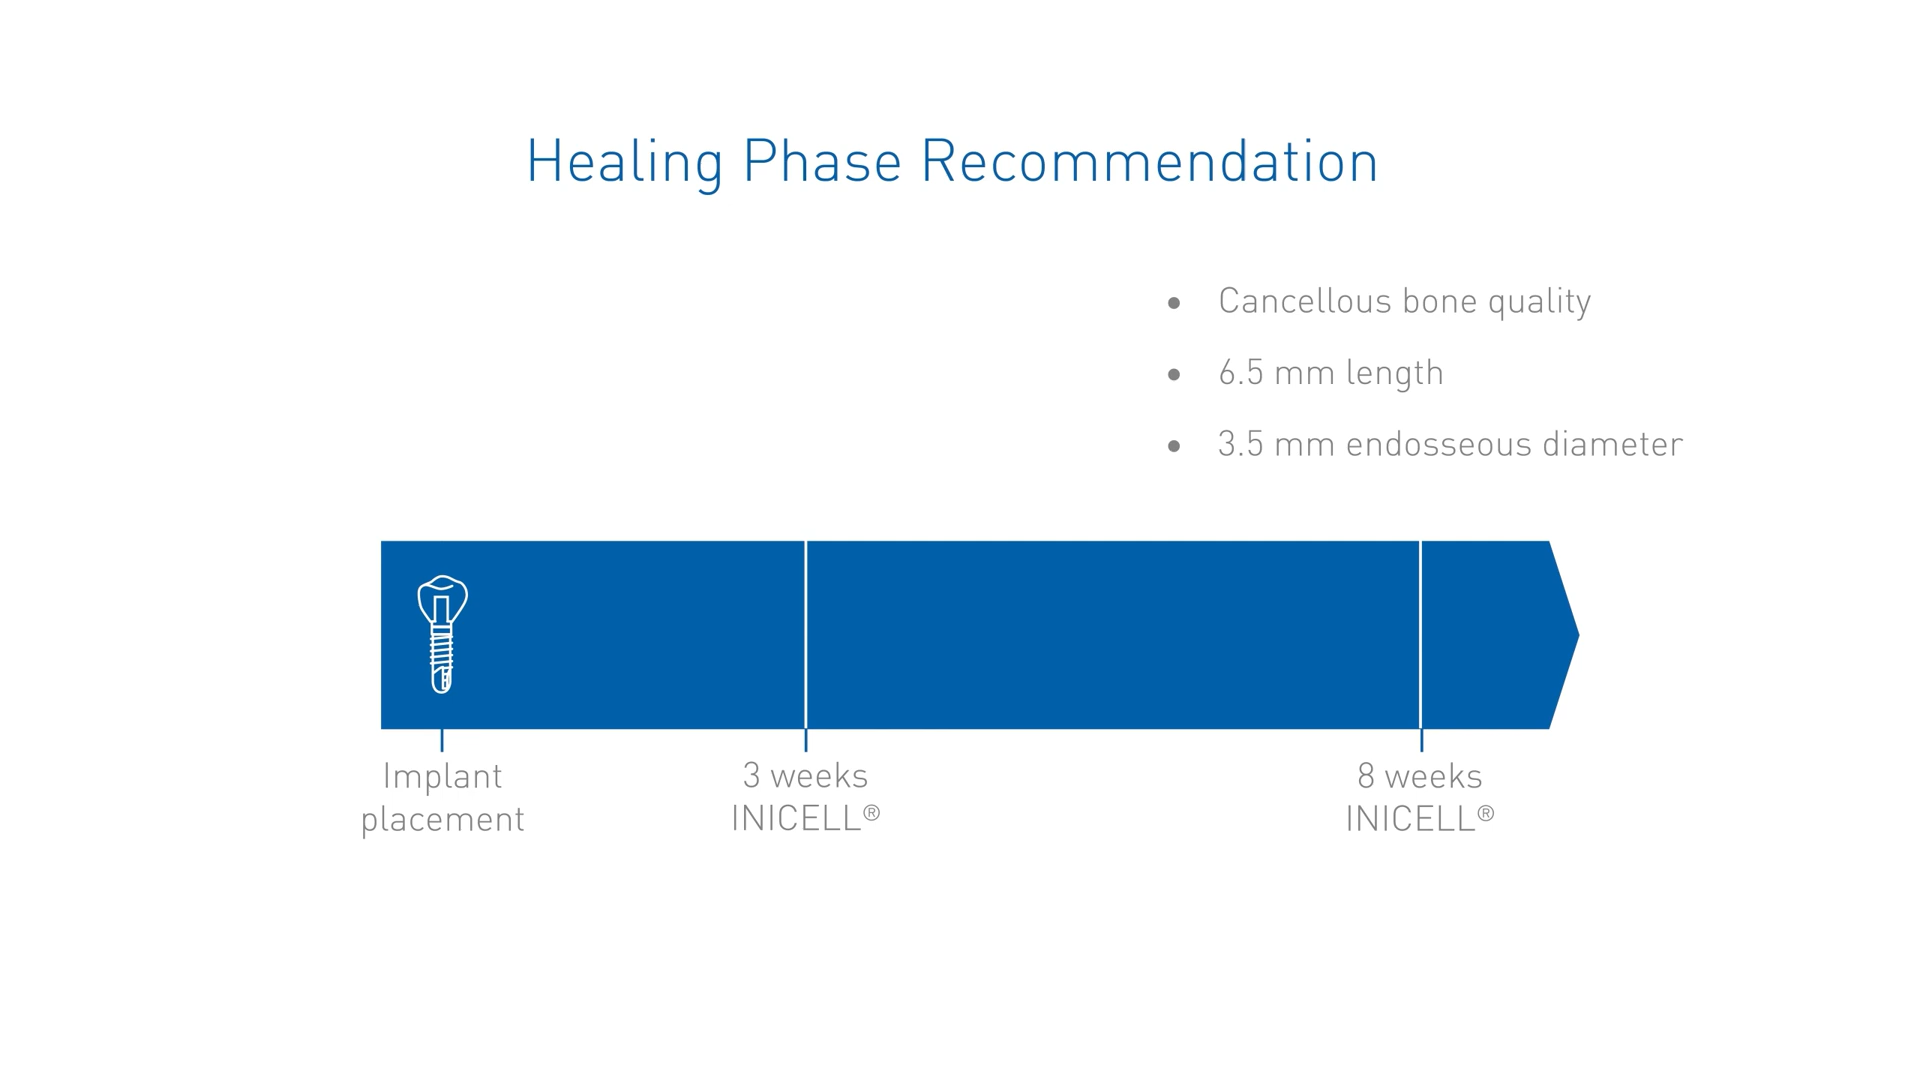 Healing Phase Recommendation
• Cancellous bone quality
• 6.5 mm length
• 3.5 mm endosseous diameter
Implant
placement
3 weeks
INICELL®
8 weeks
INICELL®